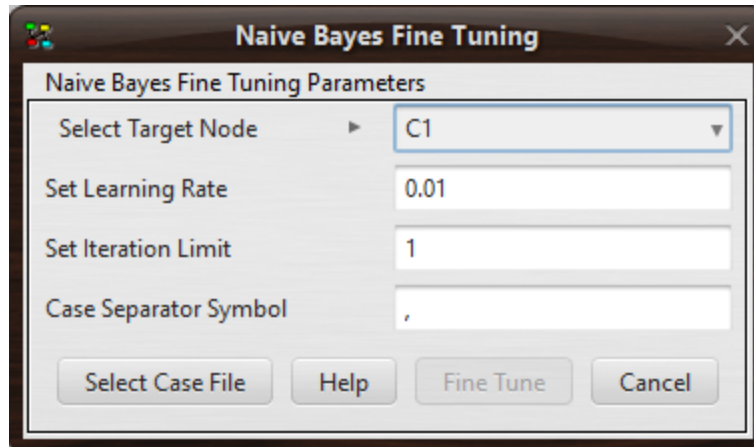 Naive Bayes Fine Tuning
Naive Bayes Fine Tuning Parameters
Select Target Node C1
Set Learning Rate 0.01
Set Iteration Limit 1
Case Separator Symbol ,
Select Case File Help Fine Tune Cancel